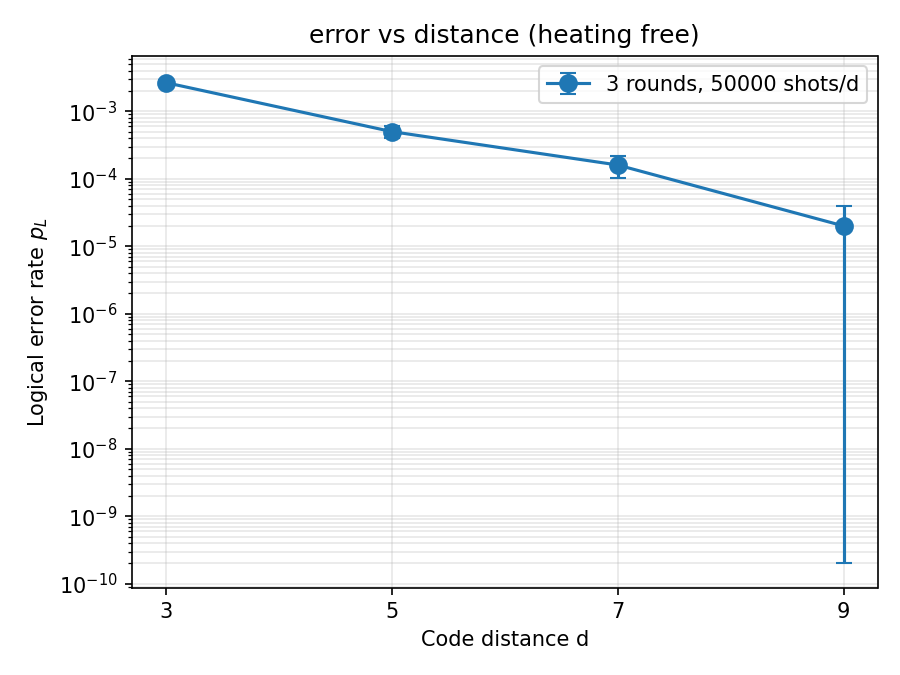 error vs distance (heating free)
3 rounds, 50000 shots/d
Logical error rate $p_L$
10⁻³
10⁻⁴
10⁻⁵
10⁻⁶
10⁻⁷
10⁻⁸
10⁻⁹
10⁻¹⁰
3 5 7 9
Code distance d